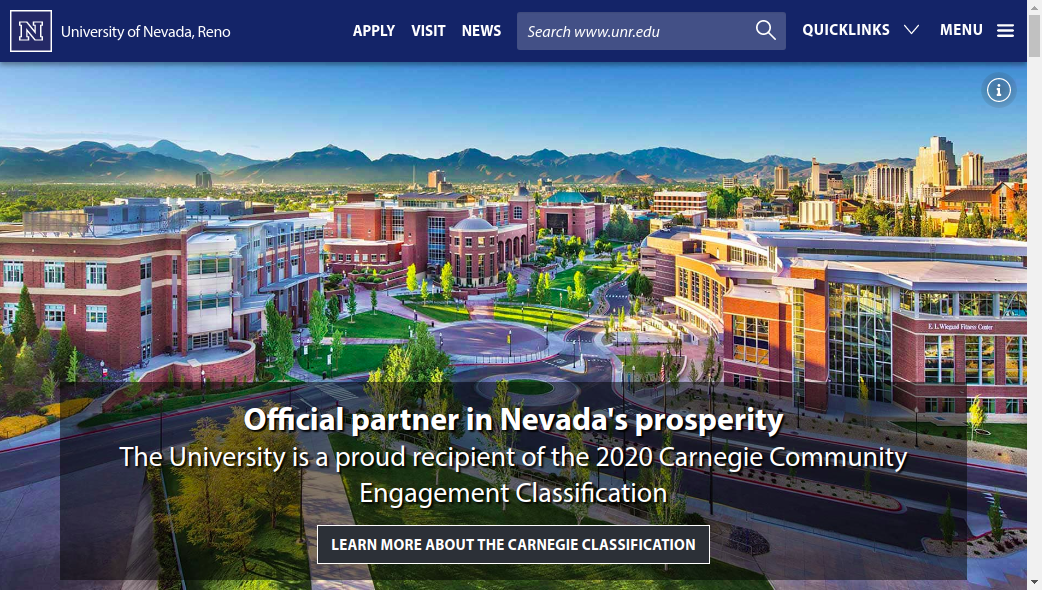 N University of Nevada, Reno
APPLY VISIT NEWS Search www.unr.edu QUICKLINKS MENU
E. L. Wiegand Fitness Center
Official partner in Nevada's prosperity
The University is a proud recipient of the 2020 Carnegie Community
Engagement Classification
LEARN MORE ABOUT THE CARNEGIE CLASSIFICATION